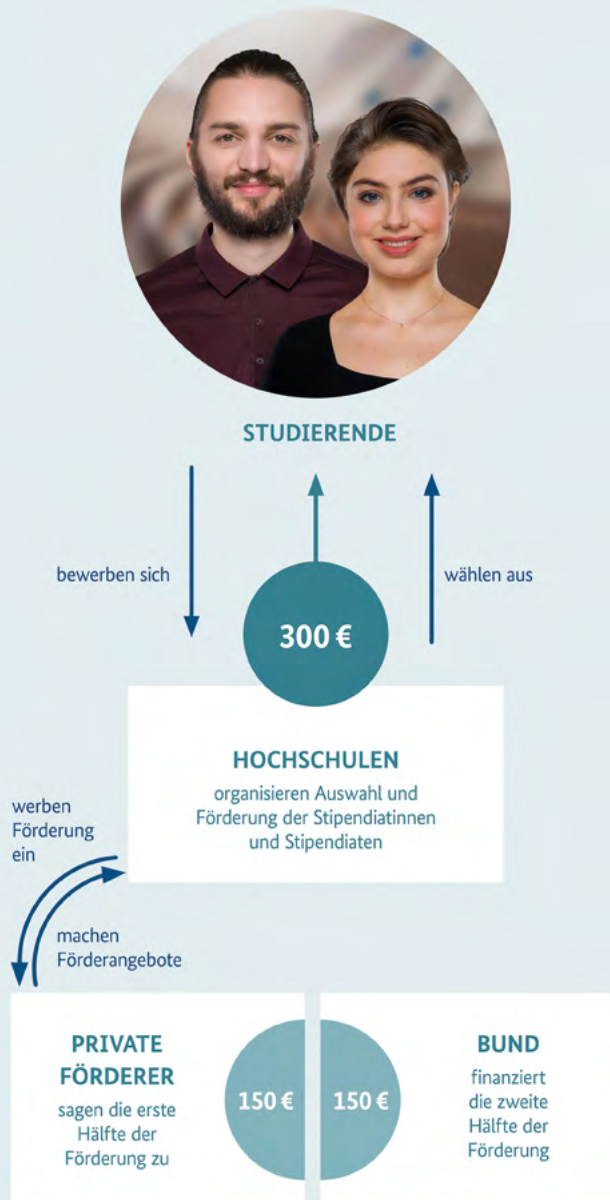 STUDIERENDE
bewerben sich
wählen aus
300 €
HOCHSCHULEN
organisieren Auswahl und
Förderung der Stipendiatinnen
und Stipendiaten
werben
Förderung
ein
machen
Förderangebote
PRIVATE
FÖRDERER
sagen die erste
Hälfte der
Förderung zu
150 €
150 €
BUND
finanziert
die zweite
Hälfte der
Förderung